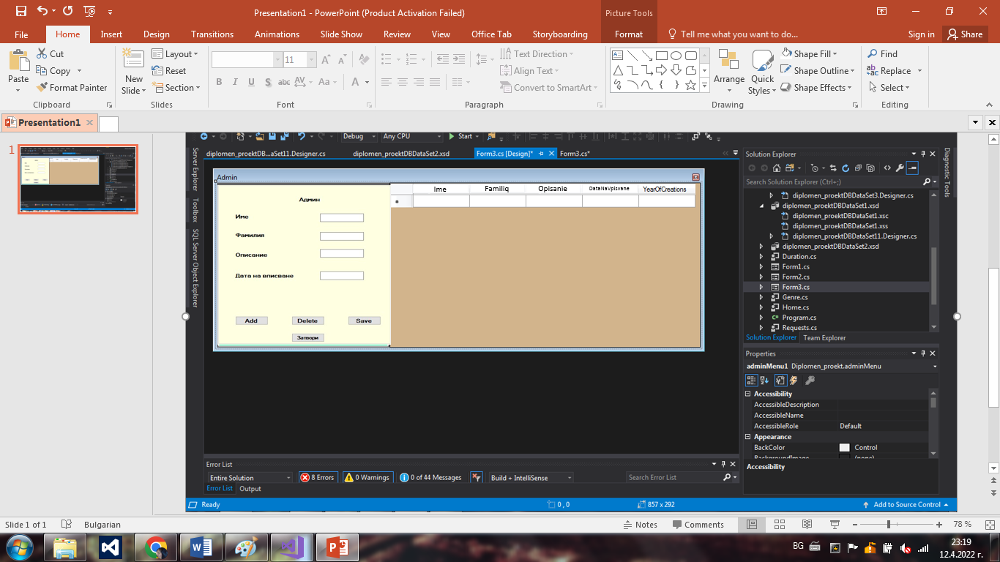 Presentation1 - PowerPoint (Product Activation Failed)
Picture Tools
File Home Insert Design Transitions Animations Slide Show Review View Office Tab Storyboarding Format Tell me what you want to do... Sign in Share
Paste
Cut
Copy
Format Painter
Clipboard
New Slide
Layout
Reset
Section
Slides
11
B I U S abc AV Aa A
Font
Text Direction
Align Text
Convert to SmartArt
Paragraph
Arrange
Quick Styles
Shape Fill
Shape Outline
Shape Effects
Drawing
Find
Replace
Select
Editing
Presentation1
1
Debug Any CPU Start
diplomen_proektDB...aSet11.Designer.cs diplomen_proektDBDataSet2.xsd Form3.cs [Design]* Form3.cs*
Server Explorer
Toolbox
SQL Server Object Explorer
Admin
Админ
Име
Фамилия
Описание
Дата на вписване
Add Delete Save
Затвори
Ime Familiq Opisanie DataNaVpisvane YearOfCreations
Solution Explorer
Search Solution Explorer (Ctrl+;)
diplomen_proektDBDataSet3.Designer.cs
diplomen_proektDBDataSet1.xsd
diplomen_proektDBDataSet1.xsc
diplomen_proektDBDataSet1.xss
diplomen_proektDBDataSet11.Designer.cs
diplomen_proektDBDataSet2.xsd
Duration.cs
Form1.cs
Form2.cs
Form3.cs
Genre.cs
Home.cs
Program.cs
Requests.cs
Solution Explorer Team Explorer
Diagnostic Tools
Properties
adminMenu1 Diplomen_proekt.adminMenu
Accessibility
AccessibleDescription
AccessibleName
AccessibleRole Default
Appearance
BackColor Control
BackgroundImage (none)
Accessibility
Error List
Entire Solution 8 Errors 0 Warnings 0 of 44 Messages Build + IntelliSense Search Error List
Error List Output
Ready 0 , 0 857 x 292 Add to Source Control
Slide 1 of 1 Bulgarian Notes Comments 78 %
BG
23:19
12.4.2022 г.